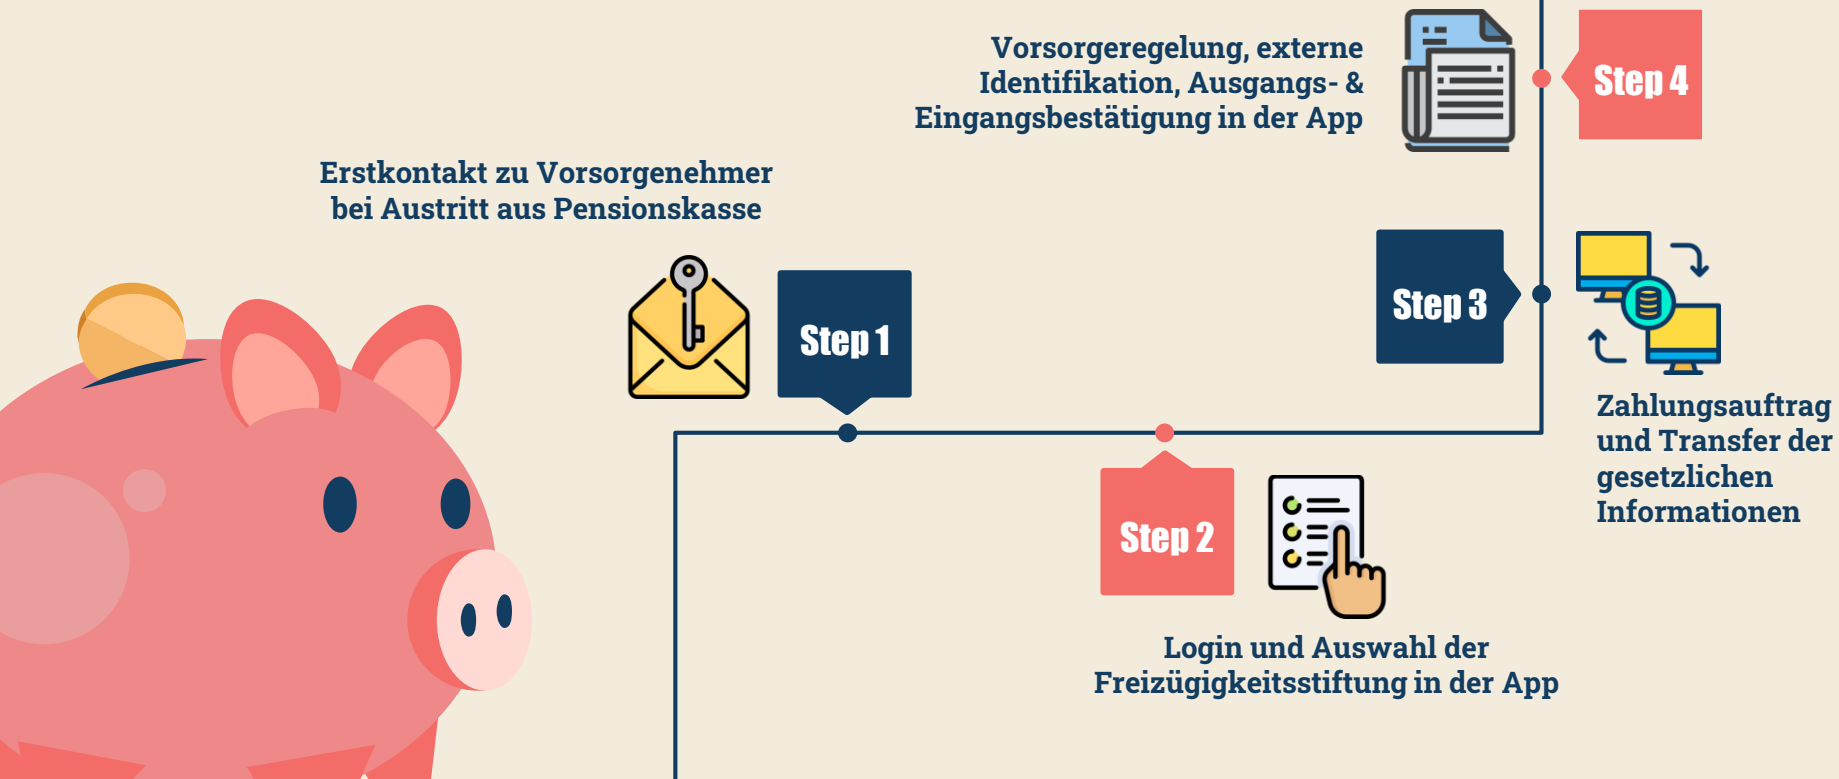 Erstkontakt zu Vorsorgenehmer
bei Austritt aus Pensionskasse
Step 1
Step 2
Login und Auswahl der
Freizügigkeitsstiftung in der App
Step 3
Zahlungsauftrag
und Transfer der
gesetzlichen
Informationen
Vorsorgeregelung, externe
Identifikation, Ausgangs- &
Eingangsbestätigung in der App
Step 4